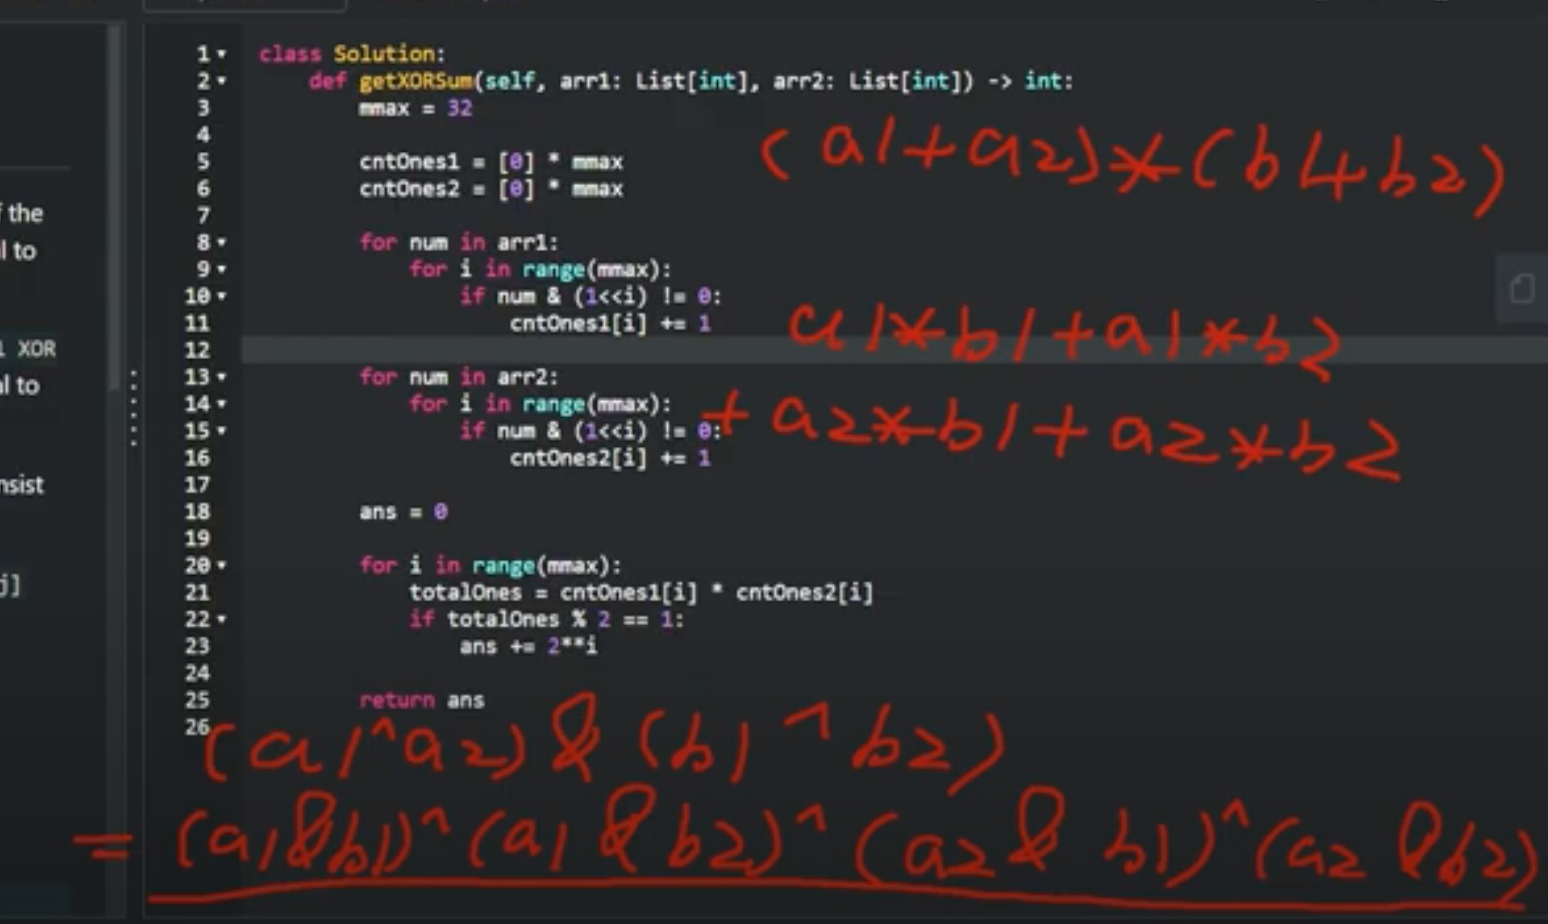 f the
l to
1 XOR
al to
nsist
j]
1 class Solution:
2 def getXORSum(self, arr1: List[int], arr2: List[int]) -> int:
3 mmax = 32
4
5 cntOnes1 = [0] * mmax
6 cntOnes2 = [0] * mmax
7
8 for num in arr1:
9 for i in range(mmax):
10 if num & (1<<i) != 0:
11 cntOnes1[i] += 1
12
13 for num in arr2:
14 for i in range(mmax):
15 if num & (1<<i) != 0:
16 cntOnes2[i] += 1
17
18 ans = 0
19
20 for i in range(mmax):
21 totalOnes = cntOnes1[i] * cntOnes2[i]
22 if totalOnes % 2 == 1:
23 ans += 2**i
24
25 return ans
26
(a1+a2)*(b1+b2)
a1*b1+a1*b2
+a2*b1+a2*b2
(a1^a2)&(b1^b2)
=(a1&b1)^(a1&b2)^(a2&b1)^(a2&b2)